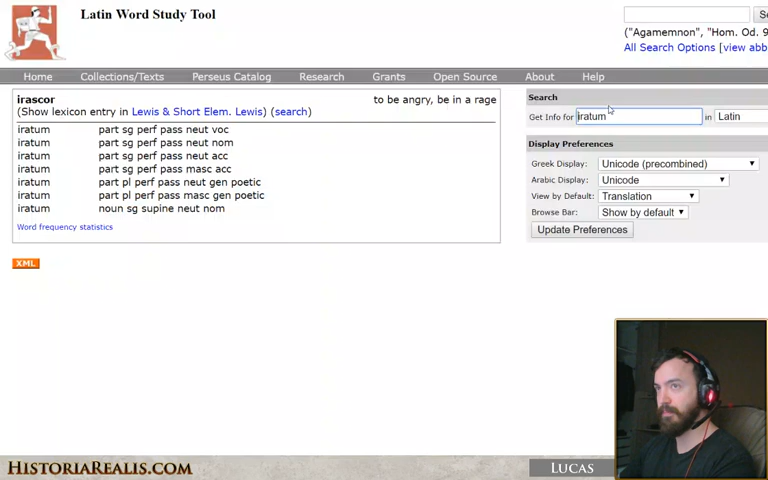 Latin Word Study Tool
Se
("Agamemnon", "Hom. Od. 9
All Search Options [view abb
Home Collections/Texts Perseus Catalog Research Grants Open Source About Help
irascor to be angry, be in a rage
(Show lexicon entry in Lewis & Short Elem. Lewis) (search)
iratum part sg perf pass neut voc
iratum part sg perf pass neut nom
iratum part sg perf pass neut acc
iratum part sg perf pass masc acc
iratum part pl perf pass neut gen poetic
iratum part pl perf pass masc gen poetic
iratum noun sg supine neut nom
Word frequency statistics
XML
Search
Get Info for iratum in Latin
Display Preferences
Greek Display: Unicode (precombined)
Arabic Display: Unicode
View by Default: Translation
Browse Bar: Show by default
Update Preferences
HISTORIAREALIS.COM
LUCAS